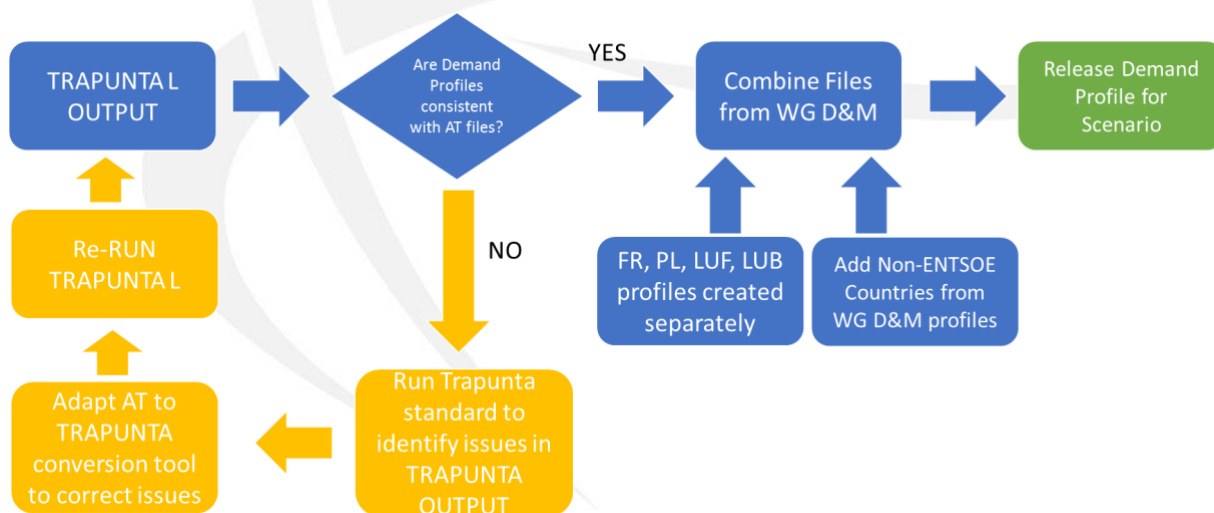 TRAPUNTA L
OUTPUT
Are Demand
Profiles
consistent
with AT files?
YES
Combine Files
from WG D&M
Release Demand
Profile for
Scenario
Re-RUN
TRAPUNTA L
NO
FR, PL, LUF, LUB
profiles created
separately
Add Non-ENTSOE
Countries from
WG D&M profiles
Adapt AT to
TRAPUNTA
conversion tool
to correct issues
Run Trapunta
standard to
identify issues in
TRAPUNTA
OUTPUT